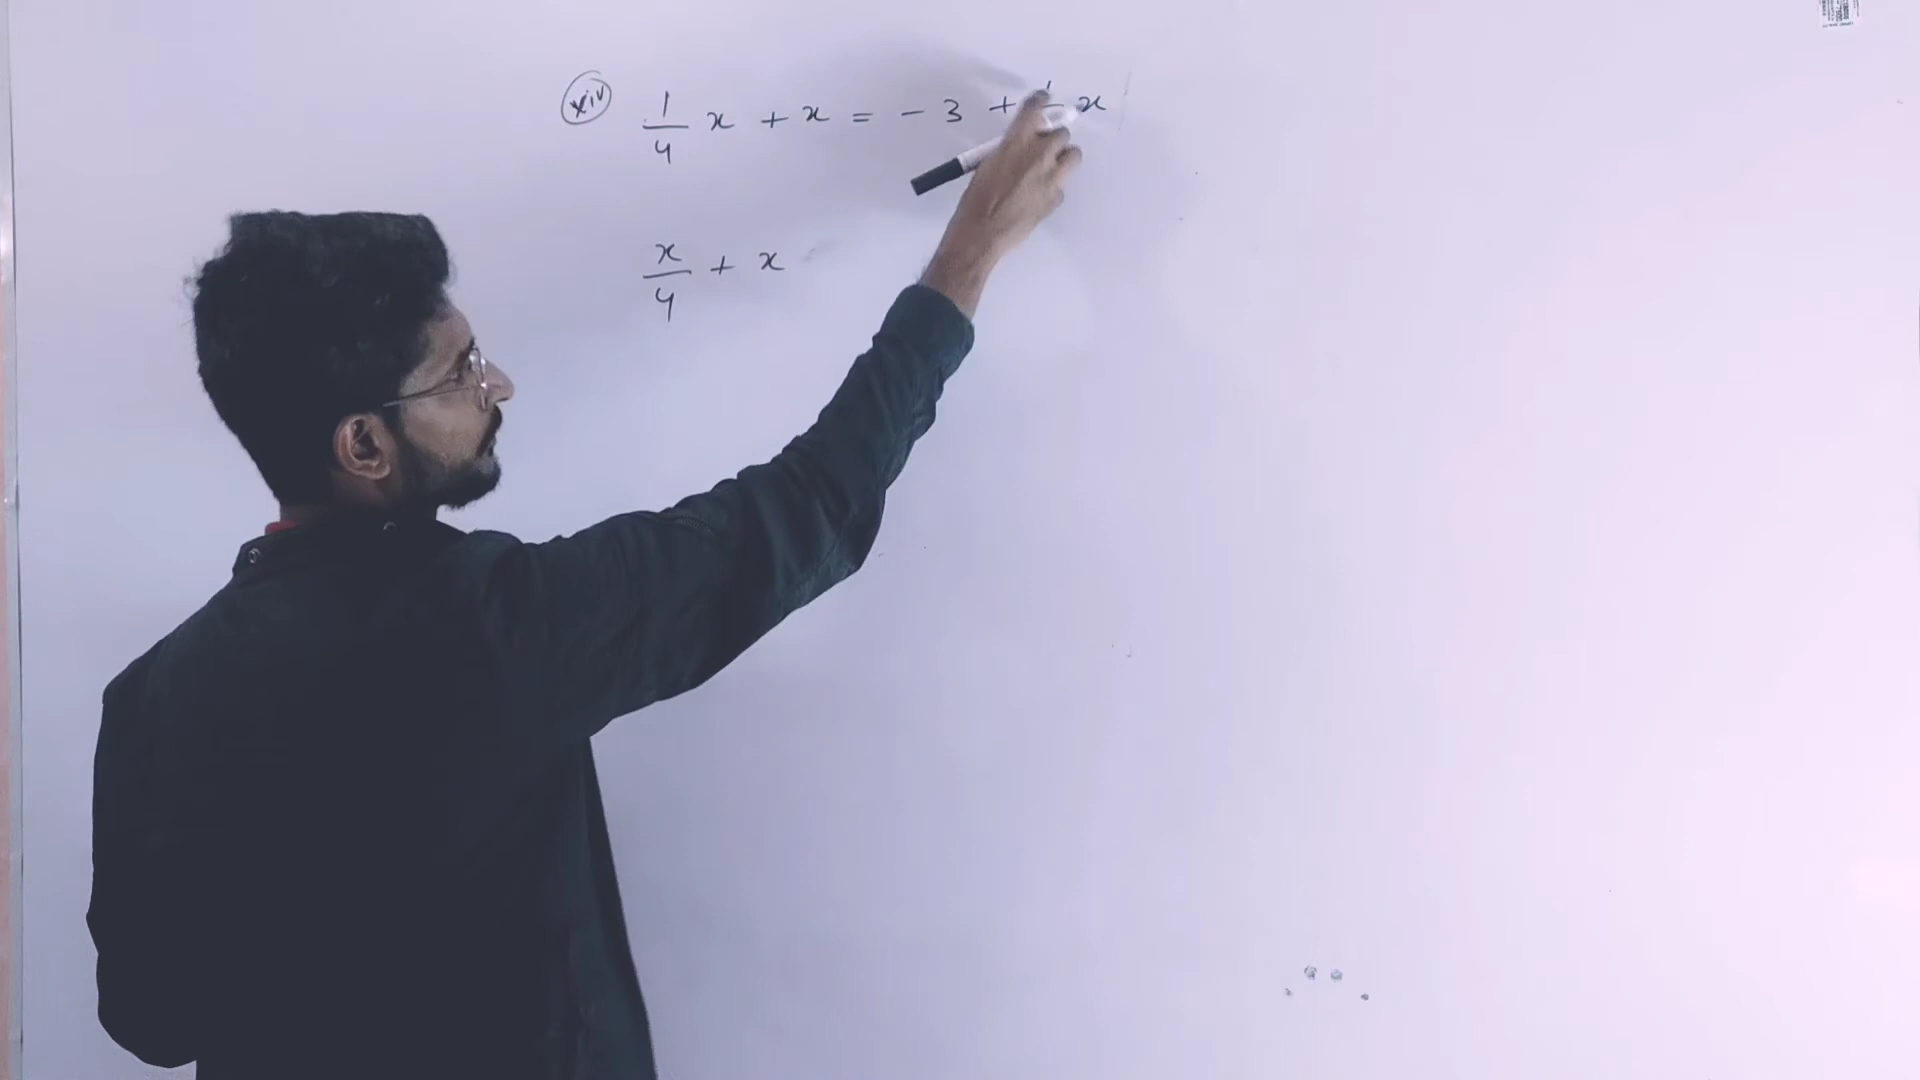 xiv 1/4 x + x = - 3 + x
x/4 + x